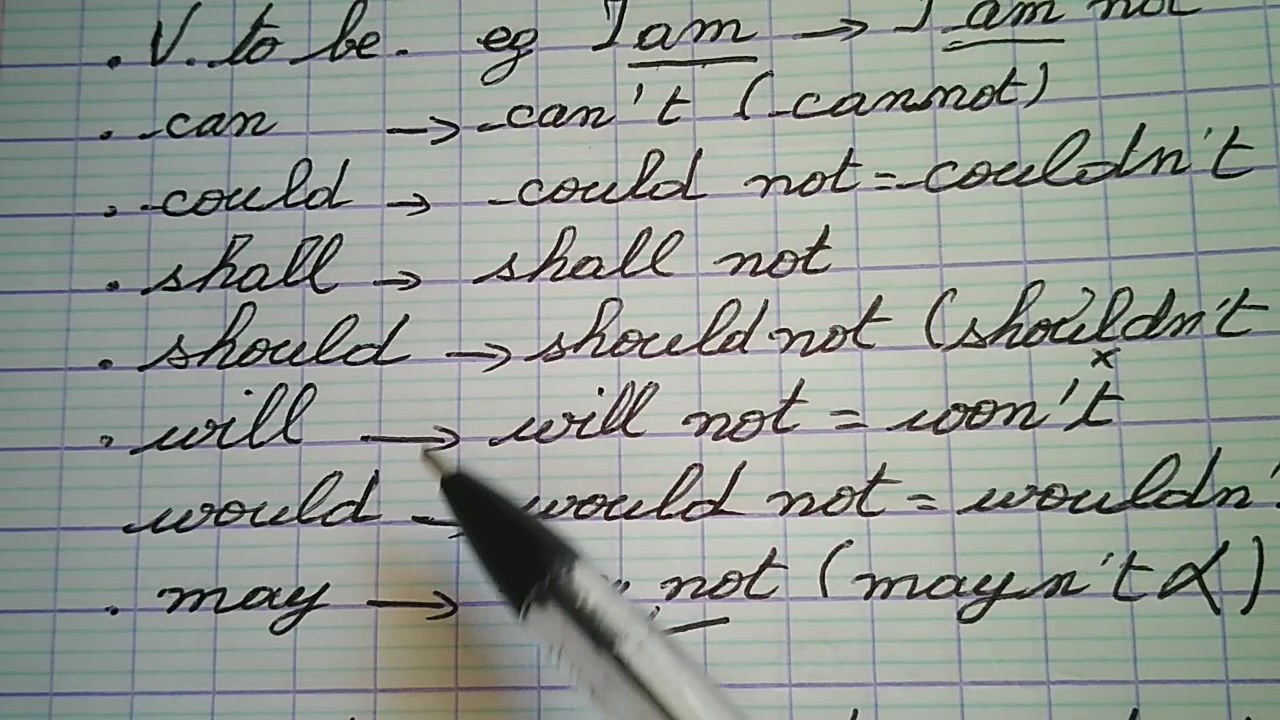 . V. to be. eg I am → I am not
. can → can't (cannot)
. could → could not = couldn't
. shall → shall not
. should → should not (shouldn't
x
. will → will not = won't
would → would not = wouldn'
. may → " not (mayn't α)